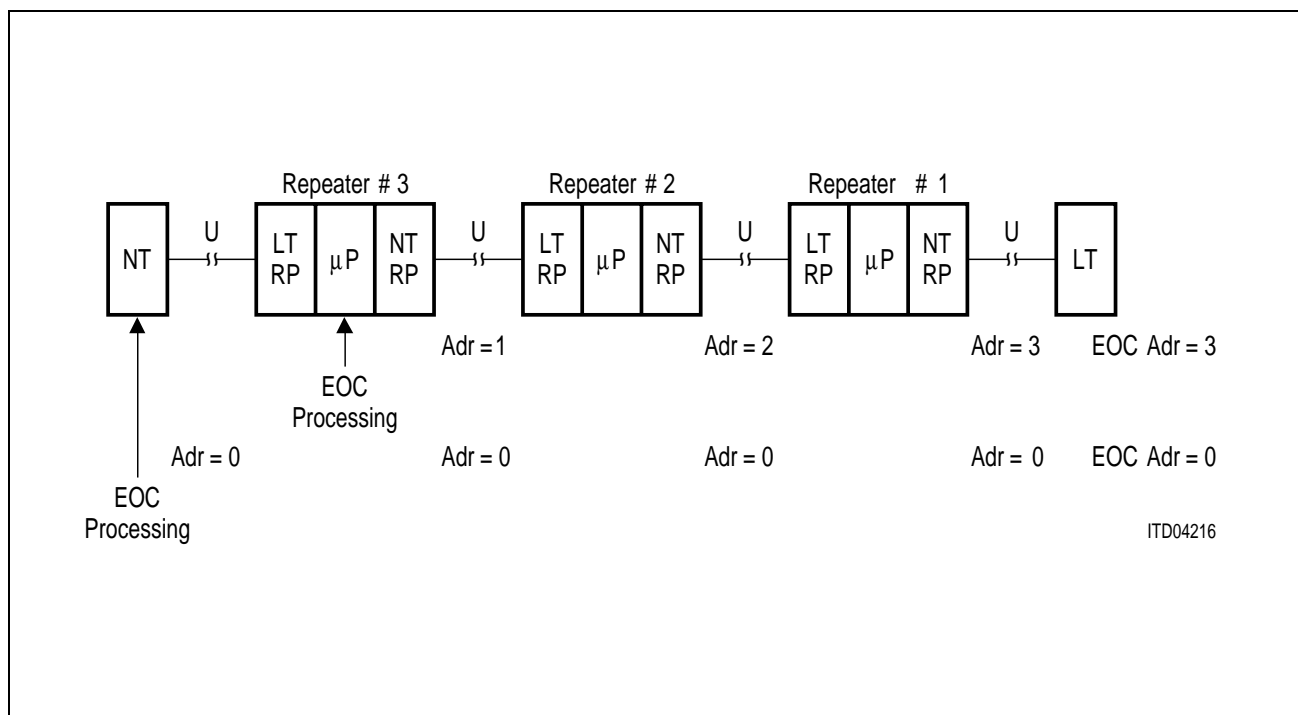 Repeater # 3 Repeater # 2 Repeater # 1
NT U LT RP μP NT RP U LT RP μP NT RP U LT RP μP NT RP U LT
Adr = 1 Adr = 2 Adr = 3 EOC Adr = 3
EOC
Processing
Adr = 0 Adr = 0 Adr = 0 Adr = 0 EOC Adr = 0
EOC
Processing
ITD04216